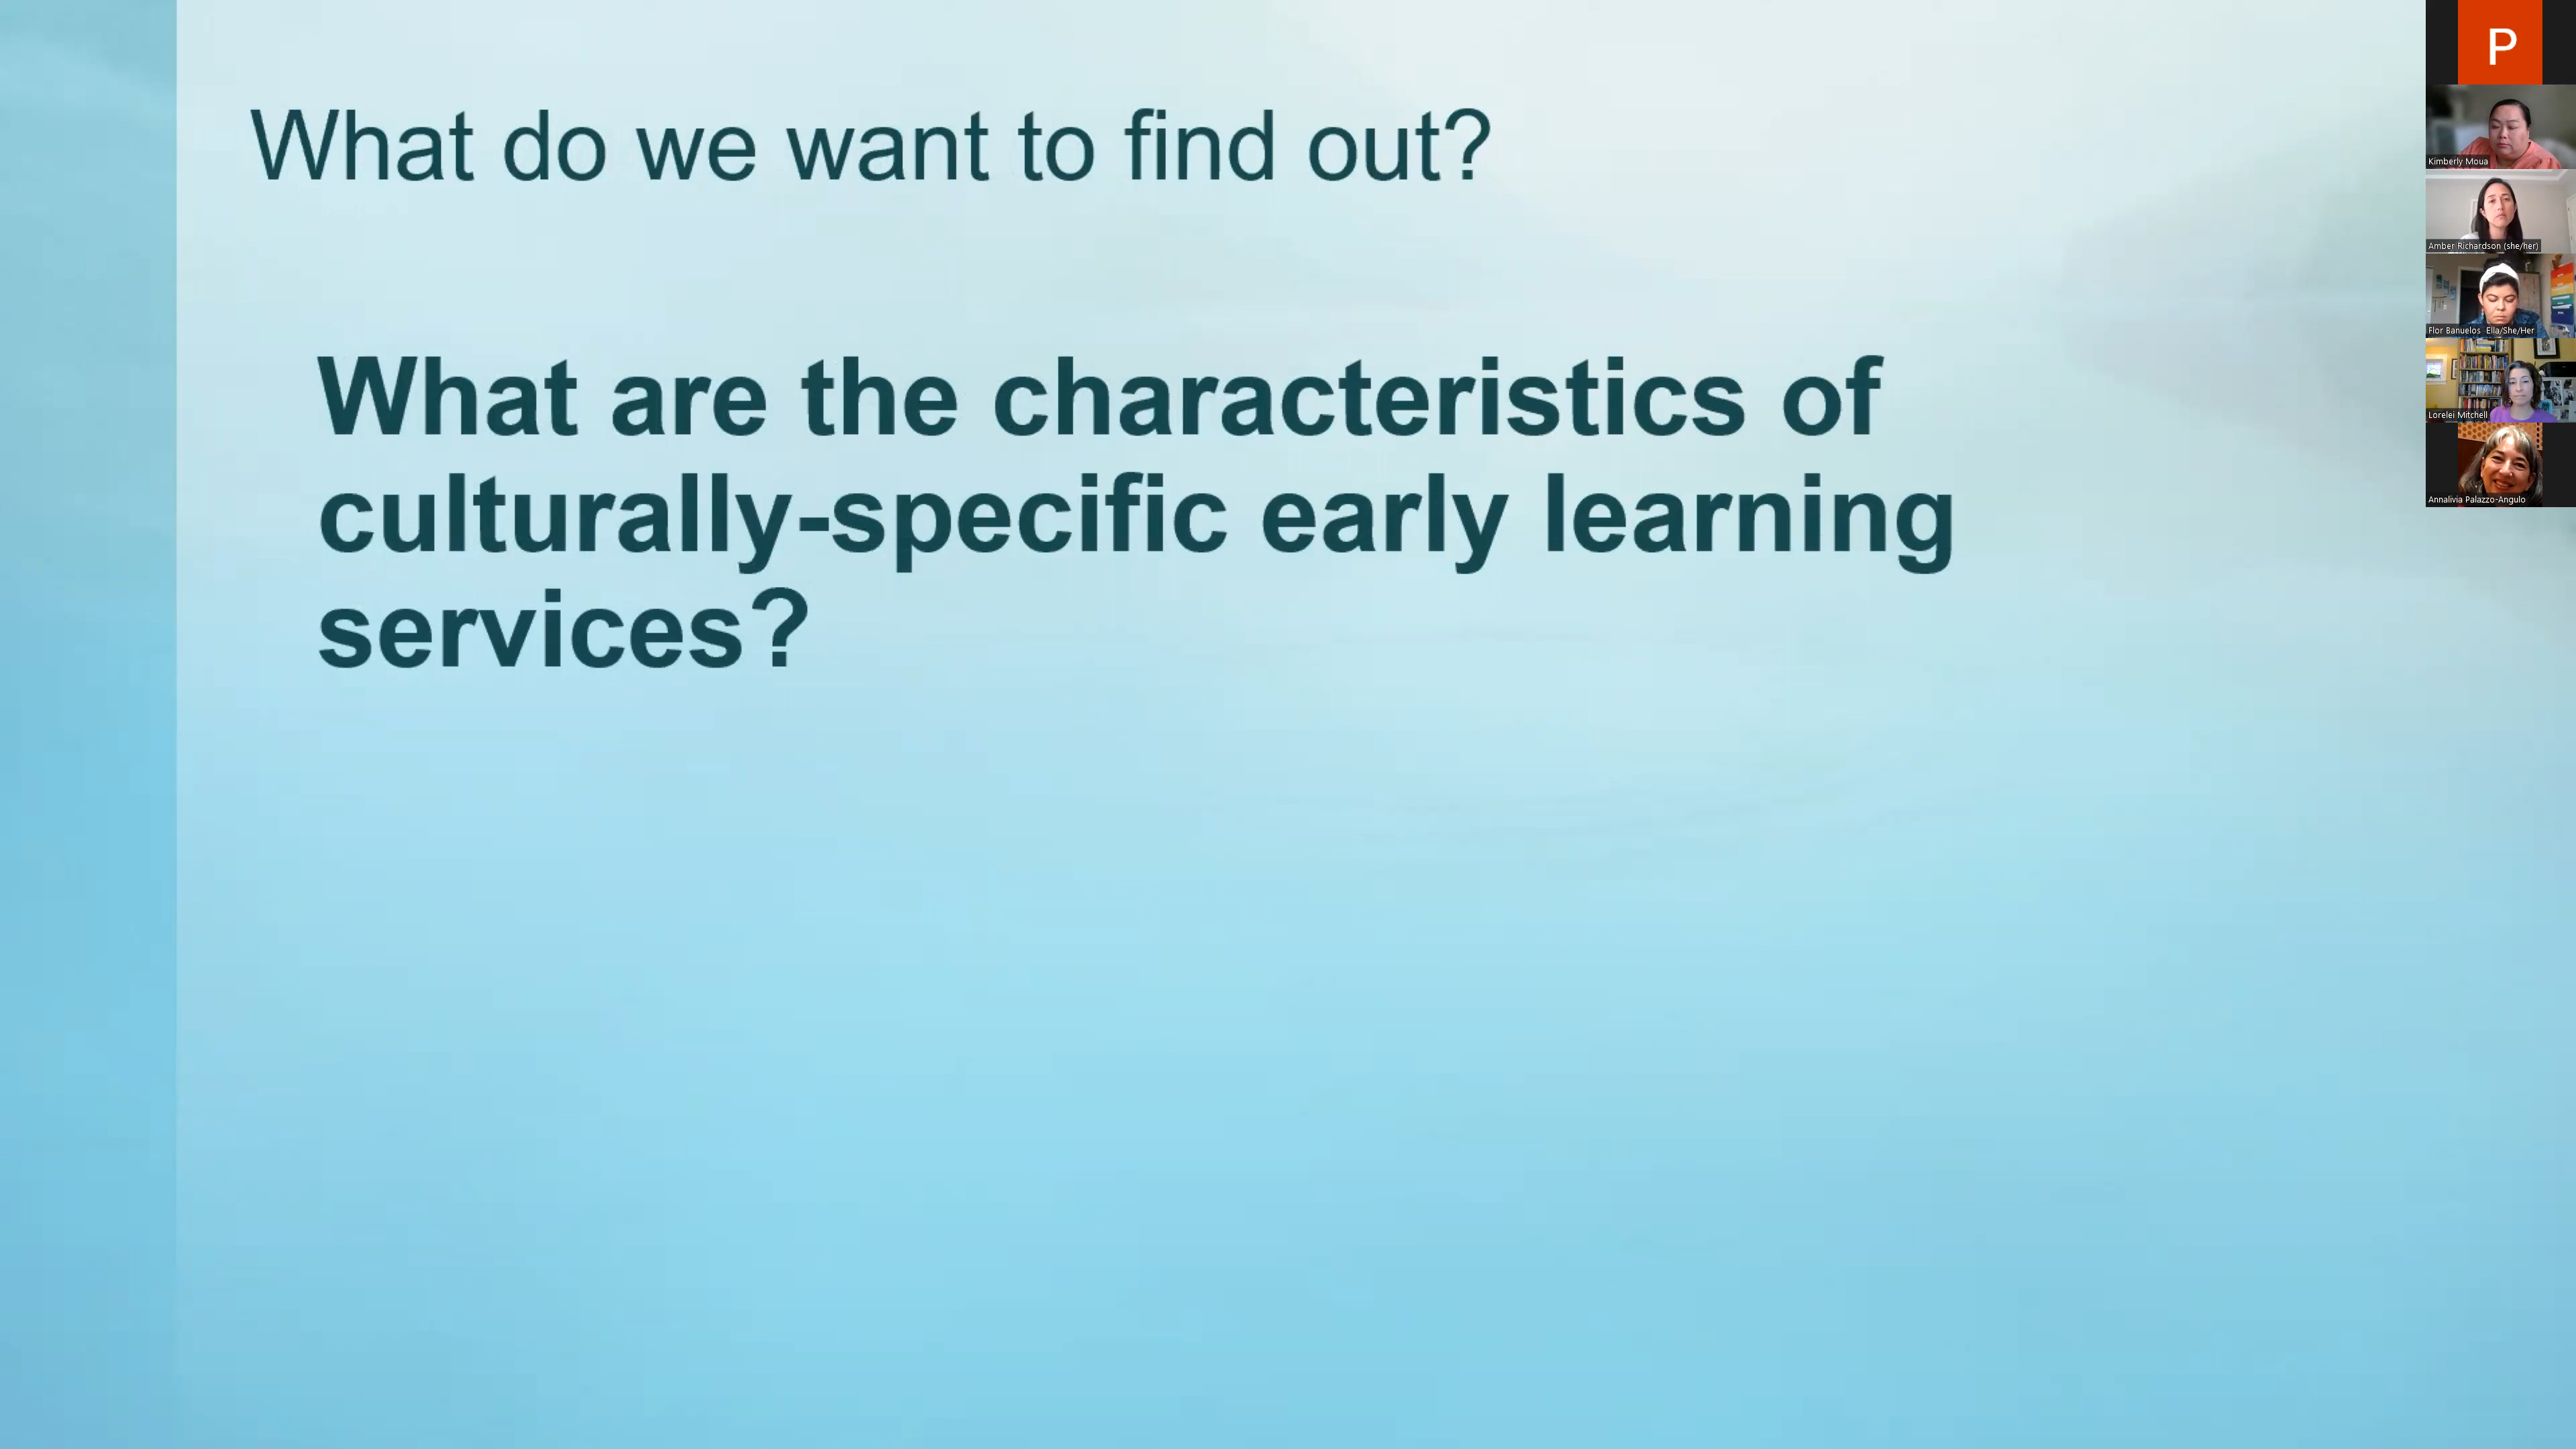 What do we want to find out?
What are the characteristics of
culturally-specific early learning
services?
P
Kimberly Moua
Amber Richardson (she/her)
Flor Banuelos Ella/She/Her
Lorelei Mitchell
Annalivia Palazzo-Angulo